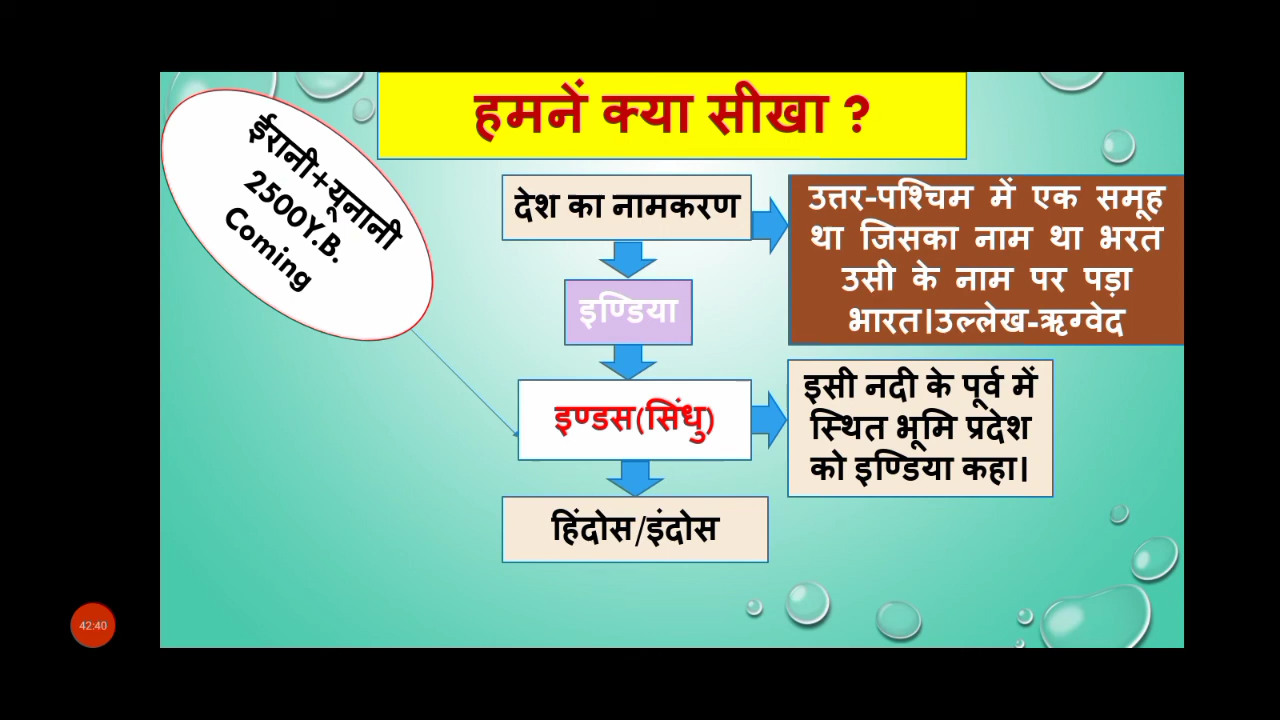 हमनें क्या सीखा ?
ईरानी+यूनानी
2500Y.B.
Coming
देश का नामकरण
उत्तर-पश्चिम में एक समूह
था जिसका नाम था भरत
उसी के नाम पर पड़ा
भारत।उल्लेख-ऋग्वेद
इण्डिया
इण्डस(सिंधु)
इसी नदी के पूर्व में
स्थित भूमि प्रदेश
को इण्डिया कहा।
हिंदोस/इंदोस
42:40